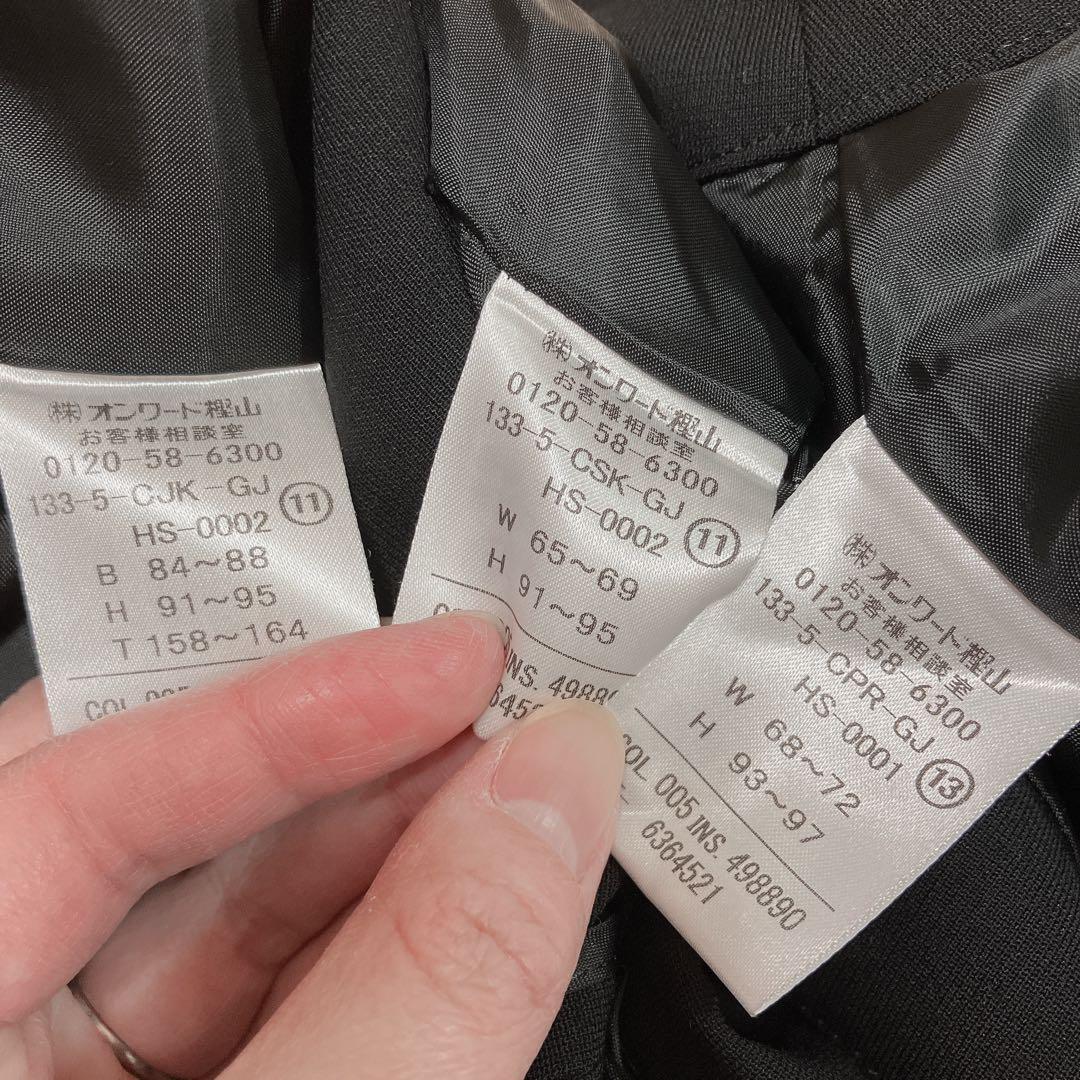 (株)オンワード樫山
お客様相談室
0120-58-6300
133-5-CJK-GJ
HS-0002 ⑪
B 84~88
H 91~95
T 158~164
COL
(株)オンワード樫山
お客様相談室
0120-58-6300
133-5-CSK-GJ
HS-0002 ⑪
W 65~69
H 91~95
INS.
(株)オンワード樫山
お客様相談室
0120-58-6300
133-5-CPR-GJ
HS-0001 ⑬
W 68~72
H 93~97
COL 005 INS. 498890
6364521